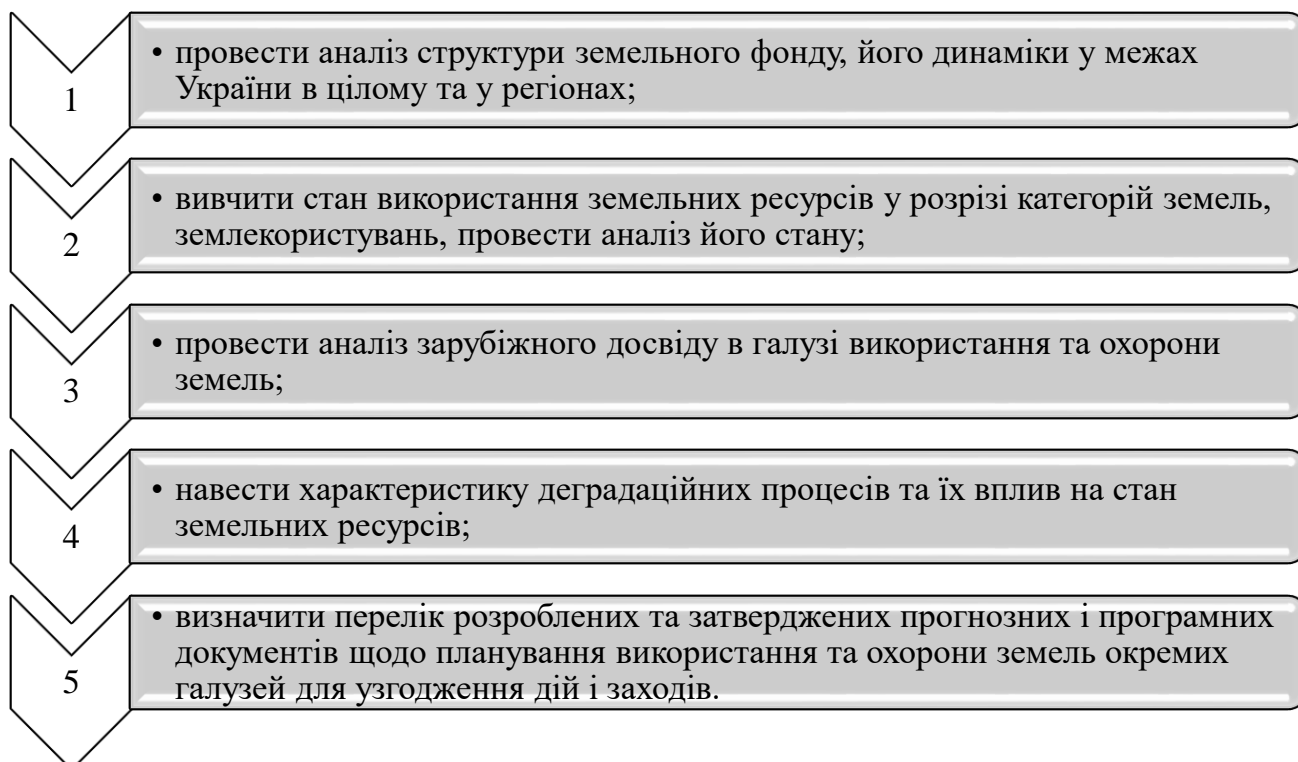 1
• провести аналіз структури земельного фонду, його динаміки у межах
України в цілому та у регіонах;
2
• вивчити стан використання земельних ресурсів у розрізі категорій земель,
землекористувань, провести аналіз його стану;
3
• провести аналіз зарубіжного досвіду в галузі використання та охорони
земель;
4
• навести характеристику деградаційних процесів та їх вплив на стан
земельних ресурсів;
5
• визначити перелік розроблених та затверджених прогнозних і програмних
документів щодо планування використання та охорони земель окремих
галузей для узгодження дій і заходів.